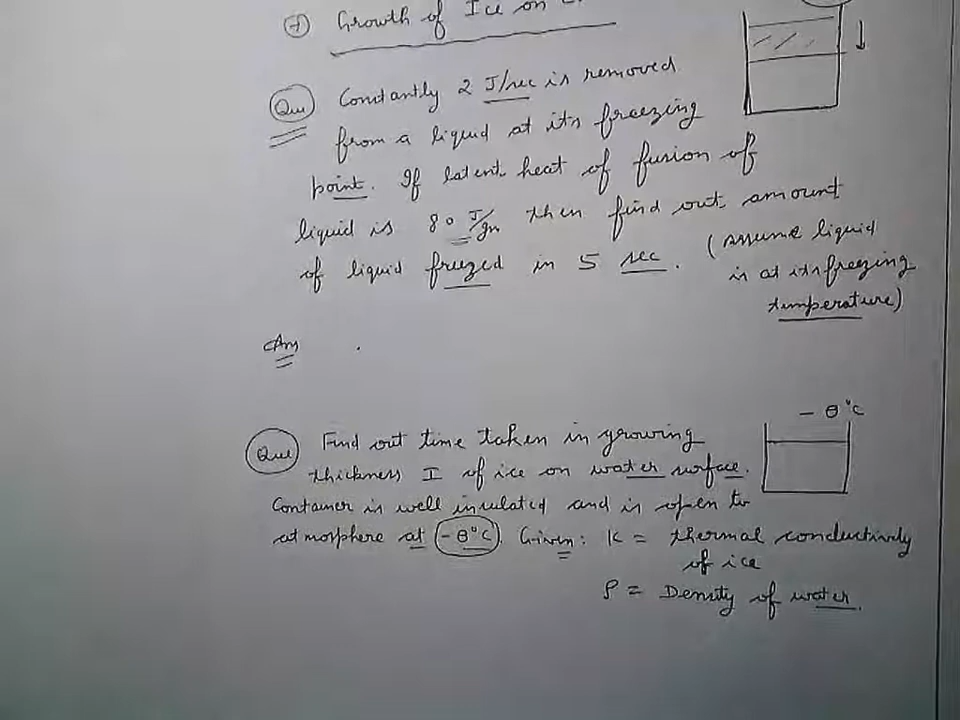 7 Growth of Ice on
Que Constantly 2 J/sec is removed
from a liquid at its freezing
point. If latent heat of fusion of
liquid is 80 J/gm then find out amount
of liquid freezed in 5 sec. (Assume liquid
is at its freezing
temperature)
Ans
- θ°C
Que Find out time taken in growing
thickness I of ice on water surface.
Container is well insulated and is open to
atmosphere at -θ°C. Given: K = thermal conductivity
of ice
ρ = Density of water.